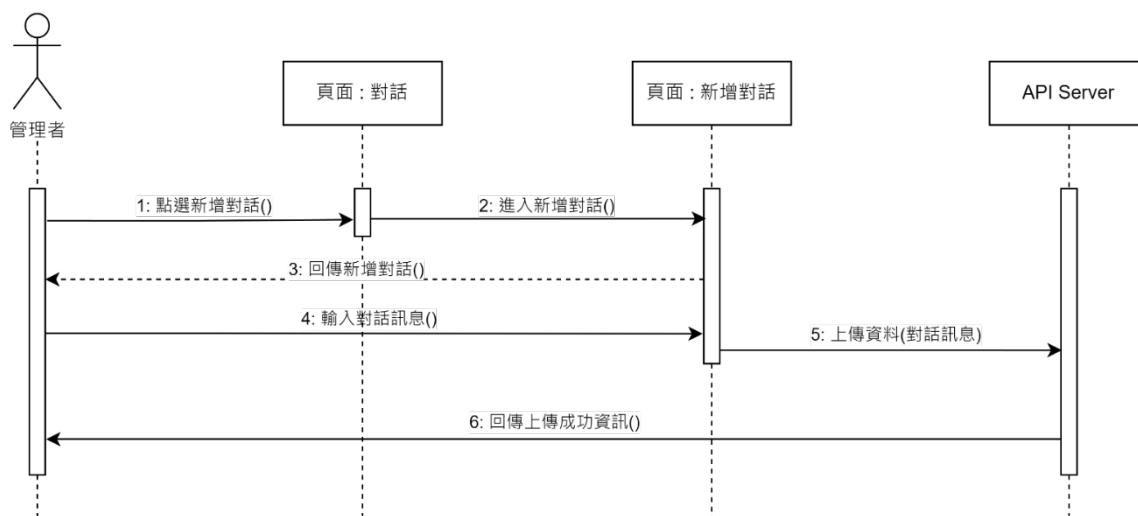 頁面 : 對話
頁面 : 新增對話
API Server
管理者
1: 點選新增對話()
2: 進入新增對話()
3: 回傳新增對話()
4: 輸入對話訊息()
5: 上傳資料(對話訊息)
6: 回傳上傳成功資訊()